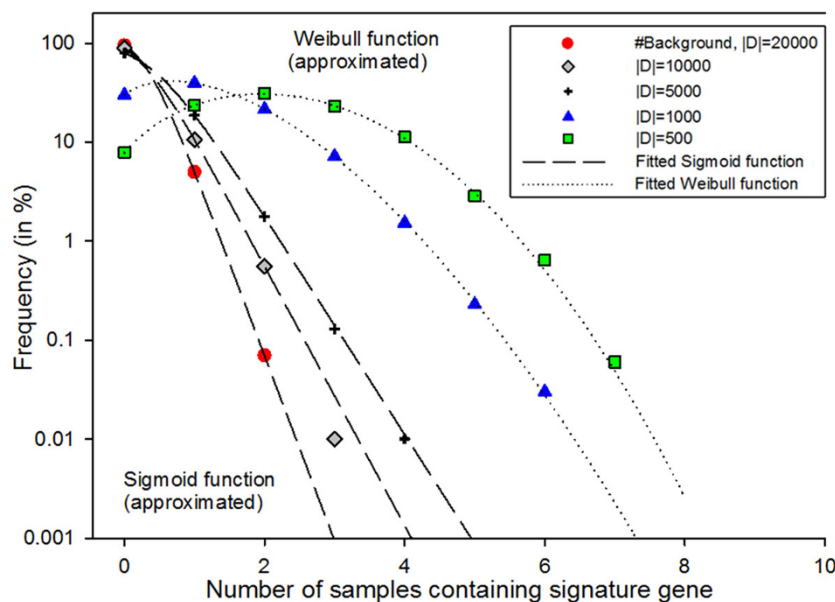 Weibull function
(approximated)
#Background, |D|=20000
|D|=10000
|D|=5000
|D|=1000
|D|=500
Fitted Sigmoid function
Fitted Weibull function
Frequency (in %)
100
10
1
0.1
0.01
0.001
Sigmoid function
(approximated)
0 2 4 6 8 10
Number of samples containing signature gene